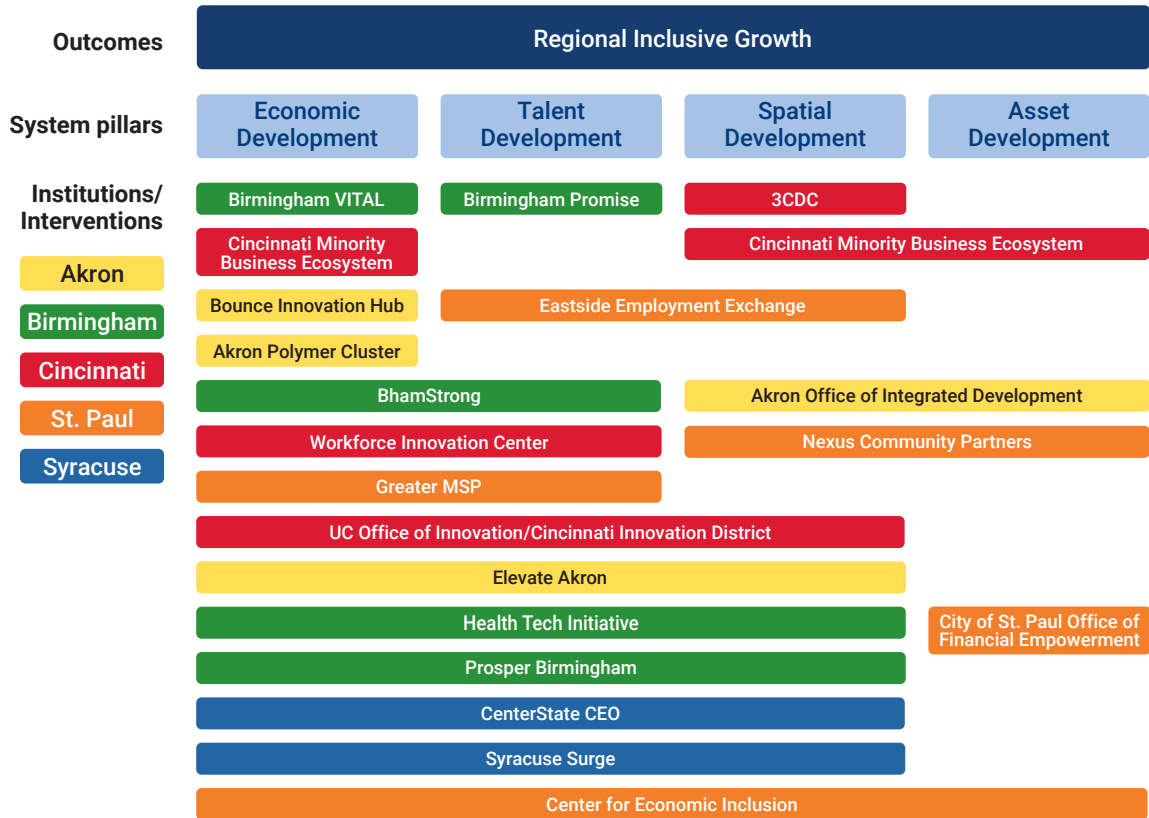 Outcomes
Regional Inclusive Growth
System pillars
Economic
Development
Talent
Development
Spatial
Development
Asset
Development
Institutions/
Interventions
Akron
Birmingham
Cincinnati
St. Paul
Syracuse
Birmingham VITAL
Birmingham Promise
3CDC
Cincinnati Minority
Business Ecosystem
Cincinnati Minority Business Ecosystem
Bounce Innovation Hub
Eastside Employment Exchange
Akron Polymer Cluster
BhamStrong
Akron Office of Integrated Development
Workforce Innovation Center
Nexus Community Partners
Greater MSP
UC Office of Innovation/Cincinnati Innovation District
Elevate Akron
Health Tech Initiative
City of St. Paul Office of
Financial Empowerment
Prosper Birmingham
CenterState CEO
Syracuse Surge
Center for Economic Inclusion